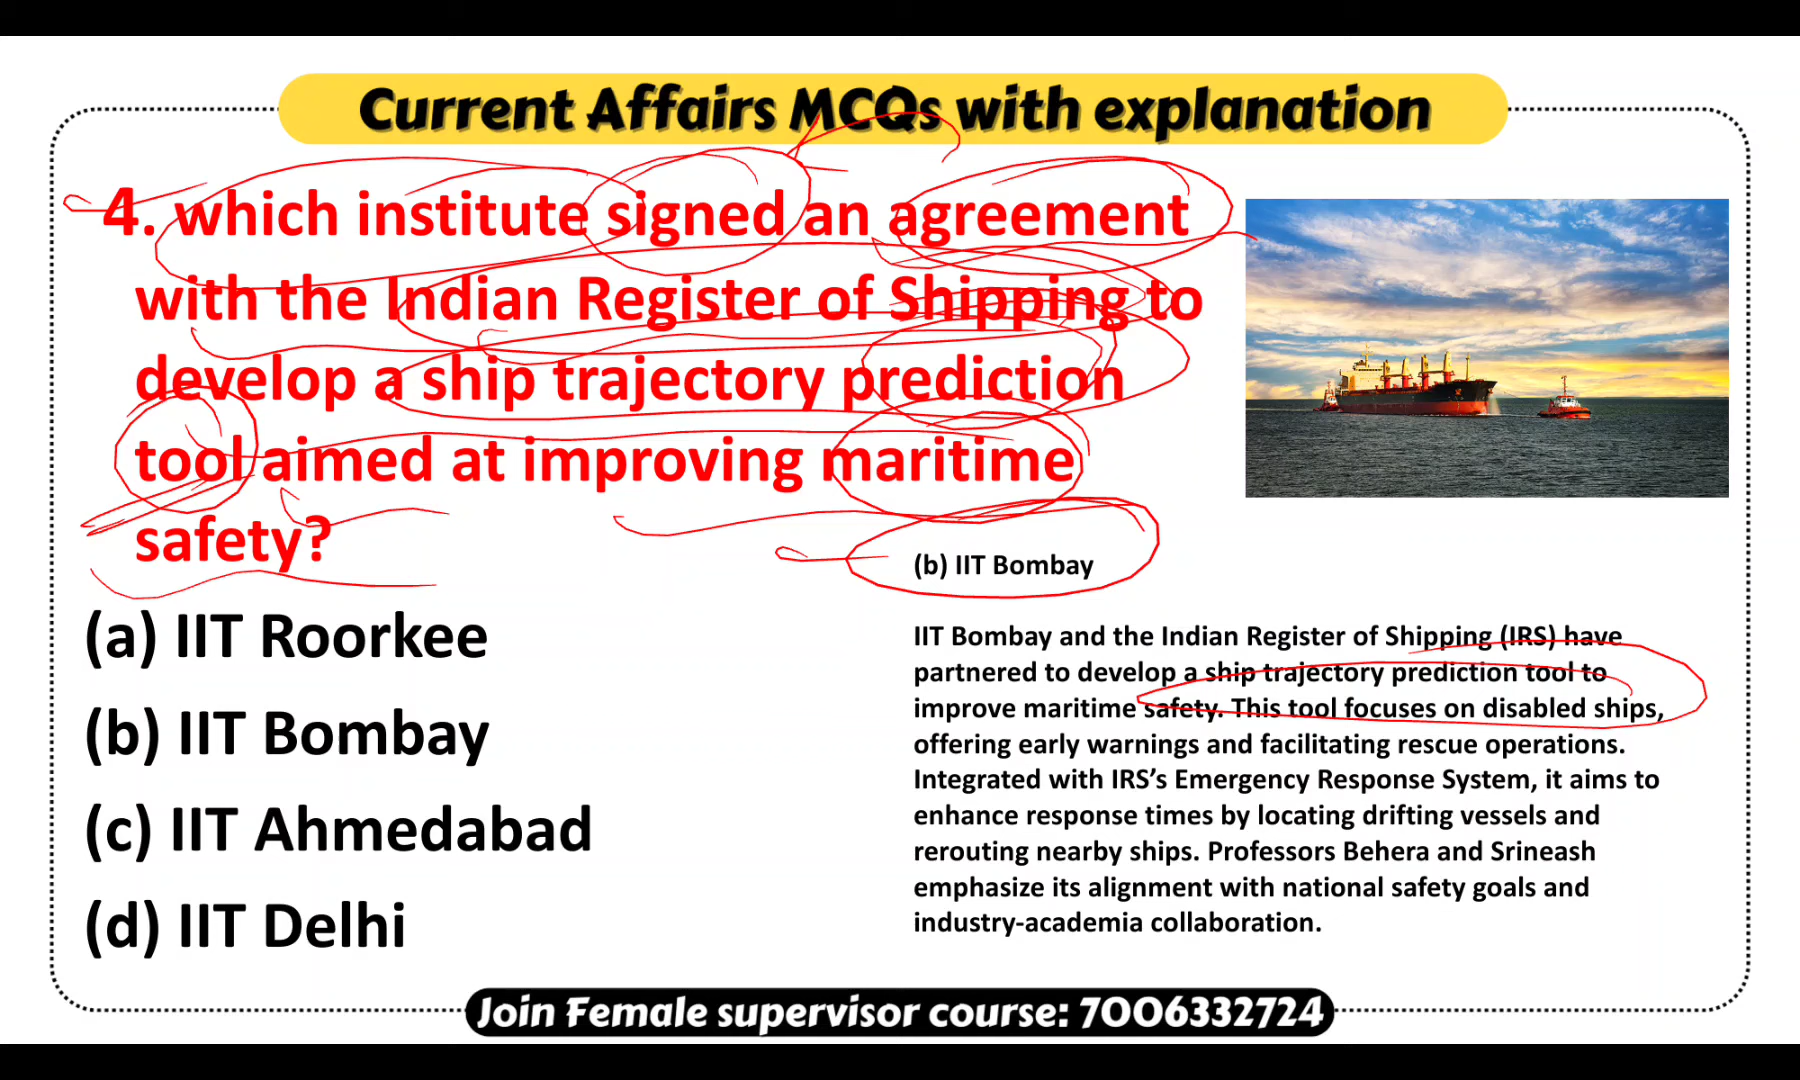 Current Affairs MCQs with explanation
4. which institute signed an agreement
with the Indian Register of Shipping to
develop a ship trajectory prediction
tool aimed at improving maritime
safety?
(a) IIT Roorkee
(b) IIT Bombay
(c) IIT Ahmedabad
(d) IIT Delhi
(b) IIT Bombay
IIT Bombay and the Indian Register of Shipping (IRS) have
partnered to develop a ship trajectory prediction tool to
improve maritime safety. This tool focuses on disabled ships,
offering early warnings and facilitating rescue operations.
Integrated with IRS’s Emergency Response System, it aims to
enhance response times by locating drifting vessels and
rerouting nearby ships. Professors Behera and Srineash
emphasize its alignment with national safety goals and
industry-academia collaboration.
Join Female supervisor course: 7006332724